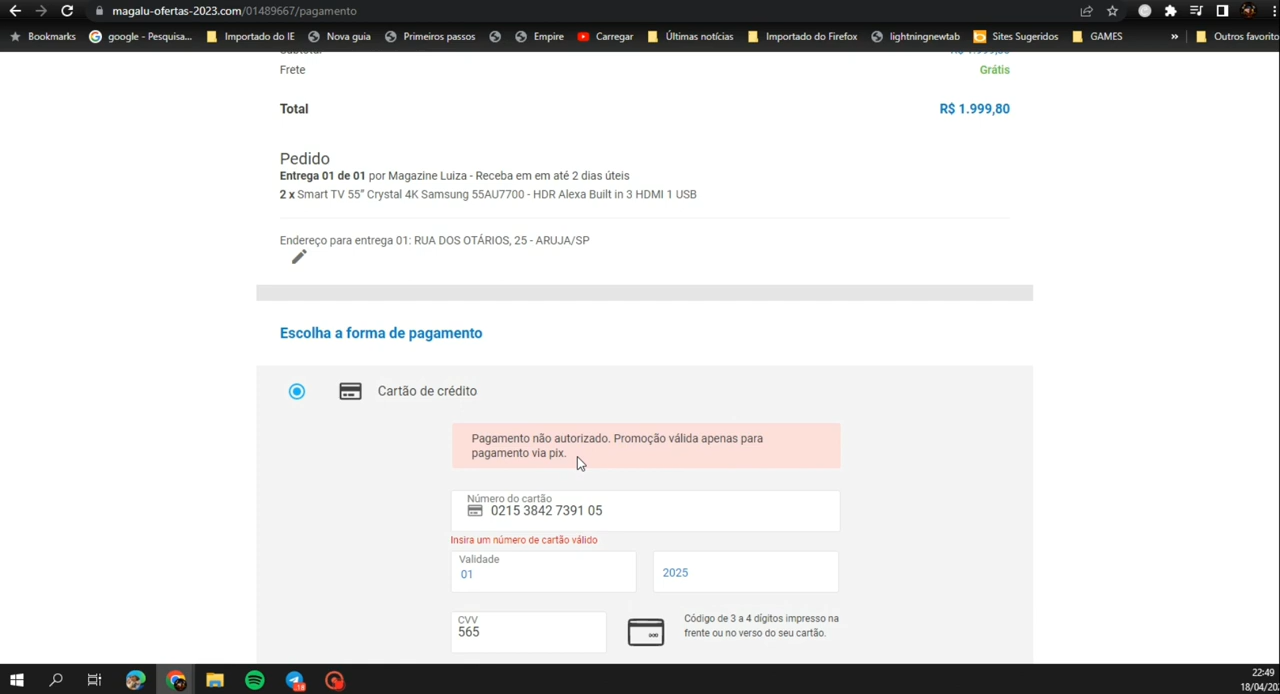 magalu-ofertas-2023.com/01489667/pagamento
Bookmarks google - Pesquisa... Importado do IE Nova guia Primeiros passos Empire Carregar Últimas notícias Importado do Firefox lightningnewtab Sites Sugeridos GAMES » Outros favorito
Subtotal R$ 1.999,80
Frete Grátis
Total R$ 1.999,80
Pedido
Entrega 01 de 01 por Magazine Luiza - Receba em em até 2 dias úteis
2 x Smart TV 55” Crystal 4K Samsung 55AU7700 - HDR Alexa Built in 3 HDMI 1 USB
Endereço para entrega 01: RUA DOS OTÁRIOS, 25 - ARUJA/SP
Escolha a forma de pagamento
Cartão de crédito
Pagamento não autorizado. Promoção válida apenas para
pagamento via pix.
Número do cartão
0215 3842 7391 05
Insira um número de cartão válido
Validade
01 2025
CVV
565
Código de 3 a 4 dígitos impresso na
frente ou no verso do seu cartão.
22:49
18/04/202